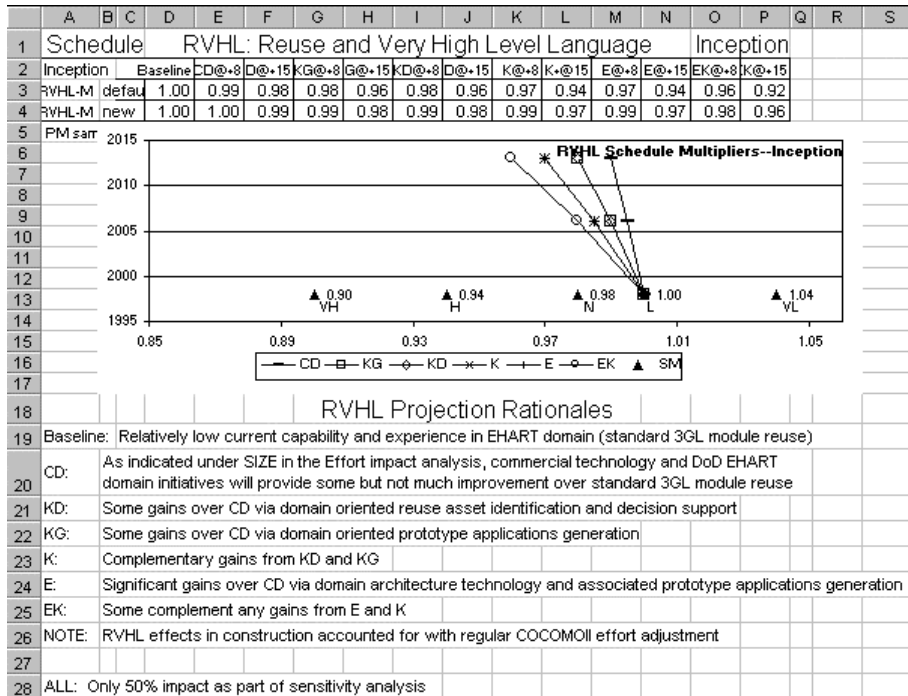 A B C D E F G H I J K L M N O P Q R S
1 Schedule RVHL: Reuse and Very High Level Language Inception
2 Inception Baseline CD@+8 D@+15 KG@+8 G@+15 KD@+8 D@+15 K@+8 K+@15 E@+8 E@+15 EK@+8 K@+15
3 RVHL-M defau 1.00 0.99 0.98 0.98 0.96 0.98 0.96 0.97 0.94 0.97 0.94 0.96 0.92
4 RVHL-M new 1.00 1.00 0.99 0.99 0.98 0.99 0.98 0.99 0.97 0.99 0.97 0.98 0.96
5 PM sam
6
7
8
9
10
11
12
13
14
15
16
17
RVHL Schedule Multipliers--Inception
2015
2010
2005
2000
1995
0.90 0.94 0.98 1.00 1.04
VH H N L VL
0.85 0.89 0.93 0.97 1.01 1.05
CD KG KD K E EK SM
18 RVHL Projection Rationales
19 Baseline: Relatively low current capability and experience in EHART domain (standard 3GL module reuse)
20 CD: As indicated under SIZE in the Effort impact analysis, commercial technology and DoD EHART
domain initiatives will provide some but not much improvement over standard 3GL module reuse
21 KD: Some gains over CD via domain oriented reuse asset identification and decision support
22 KG: Some gains over CD via domain oriented prototype applications generation
23 K: Complementary gains from KD and KG
24 E: Significant gains over CD via domain architecture technology and associated prototype applications generation
25 EK: Some complement any gains from E and K
26 NOTE: RVHL effects in construction accounted for with regular COCOMOII effort adjustment
27
28 ALL: Only 50% impact as part of sensitivity analysis